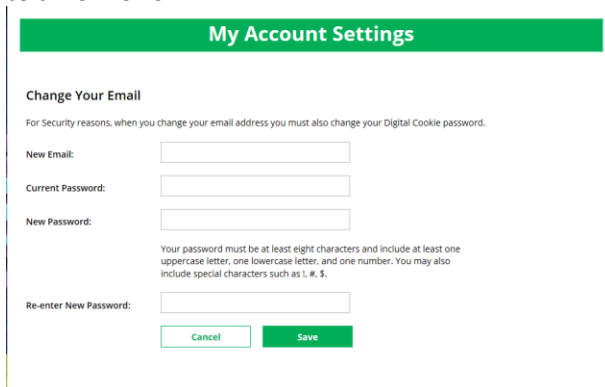 My Account Settings
Change Your Email
For Security reasons, when you change your email address you must also change your Digital Cookie password.
New Email:
Current Password:
New Password:
Your password must be at least eight characters and include at least one
uppercase letter, one lowercase letter, and one number. You may also
include special characters such as !, #, $.
Re-enter New Password:
Cancel Save